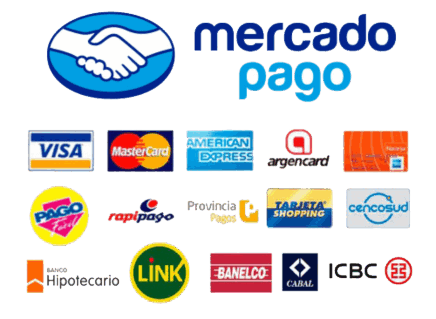 mercado
pago
VISA
MasterCard
AMERICAN
EXPRESS
argencard
Naranja
PAGO
Fácil
rapipago
Provincia
Pagos
TARJETA
SHOPPING
cencosud
BANCO
Hipotecario
LINK
BANELCO
CABAL
ICBC